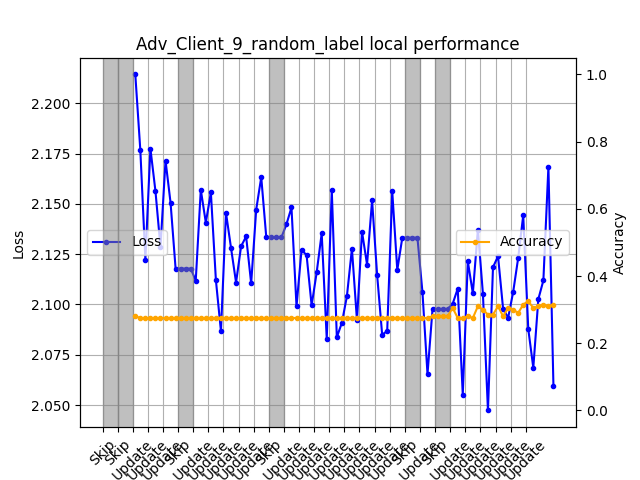 Adv_Client_9_random_label local performance
Loss
2.200
2.175
2.150
2.125
2.100
2.075
2.050
1.0
0.8
0.6
0.4
0.2
0.0
Accuracy
Loss
Accuracy
Skip
Skip
Update
Update
Update
Skip
Update
Update
Update
Update
Update
Skip
Update
Update
Update
Update
Update
Update
Update
Update
Skip
Update
Skip
Update
Update
Update
Update
Update
Update